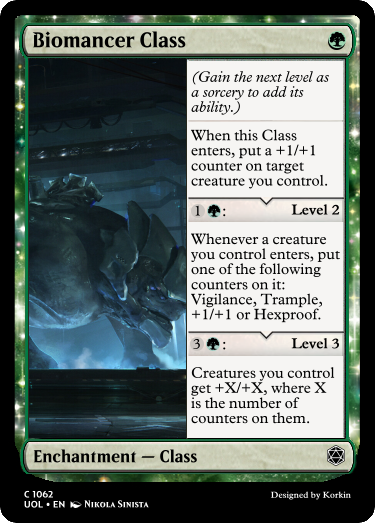 Biomancer Class
(Gain the next level as
a sorcery to add its
ability.)
When this Class
enters, put a +1/+1
counter on target
creature you control.
1 : Level 2
Whenever a creature
you control enters, put
one of the following
counters on it:
Vigilance, Trample,
+1/+1 or Hexproof.
3 : Level 3
Creatures you control
get +X/+X, where X
is the number of
counters on them.
Enchantment — Class
C 1062
UOL • EN Nikola Sinista
Designed by Korkin